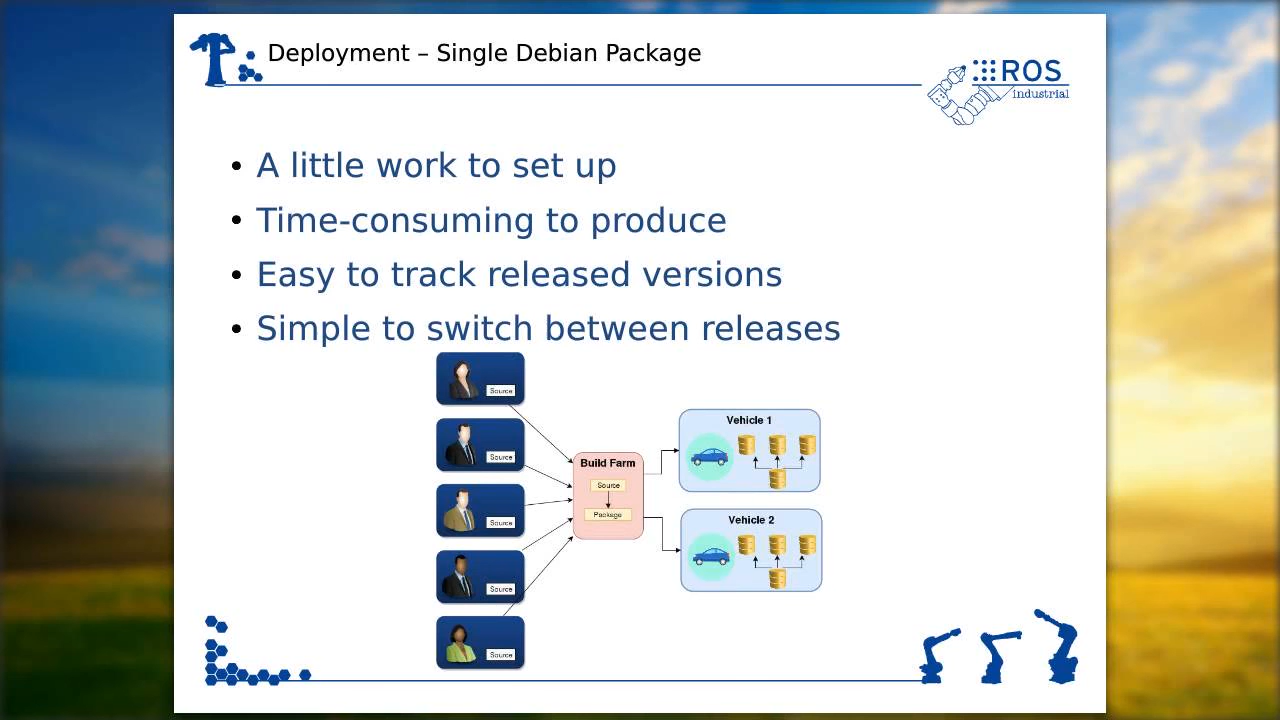 Deployment – Single Debian Package
ROS
industrial
• A little work to set up
• Time-consuming to produce
• Easy to track released versions
• Simple to switch between releases
Source
Source
Source
Source
Source
Build Farm
Source
Package
Vehicle 1
Vehicle 2